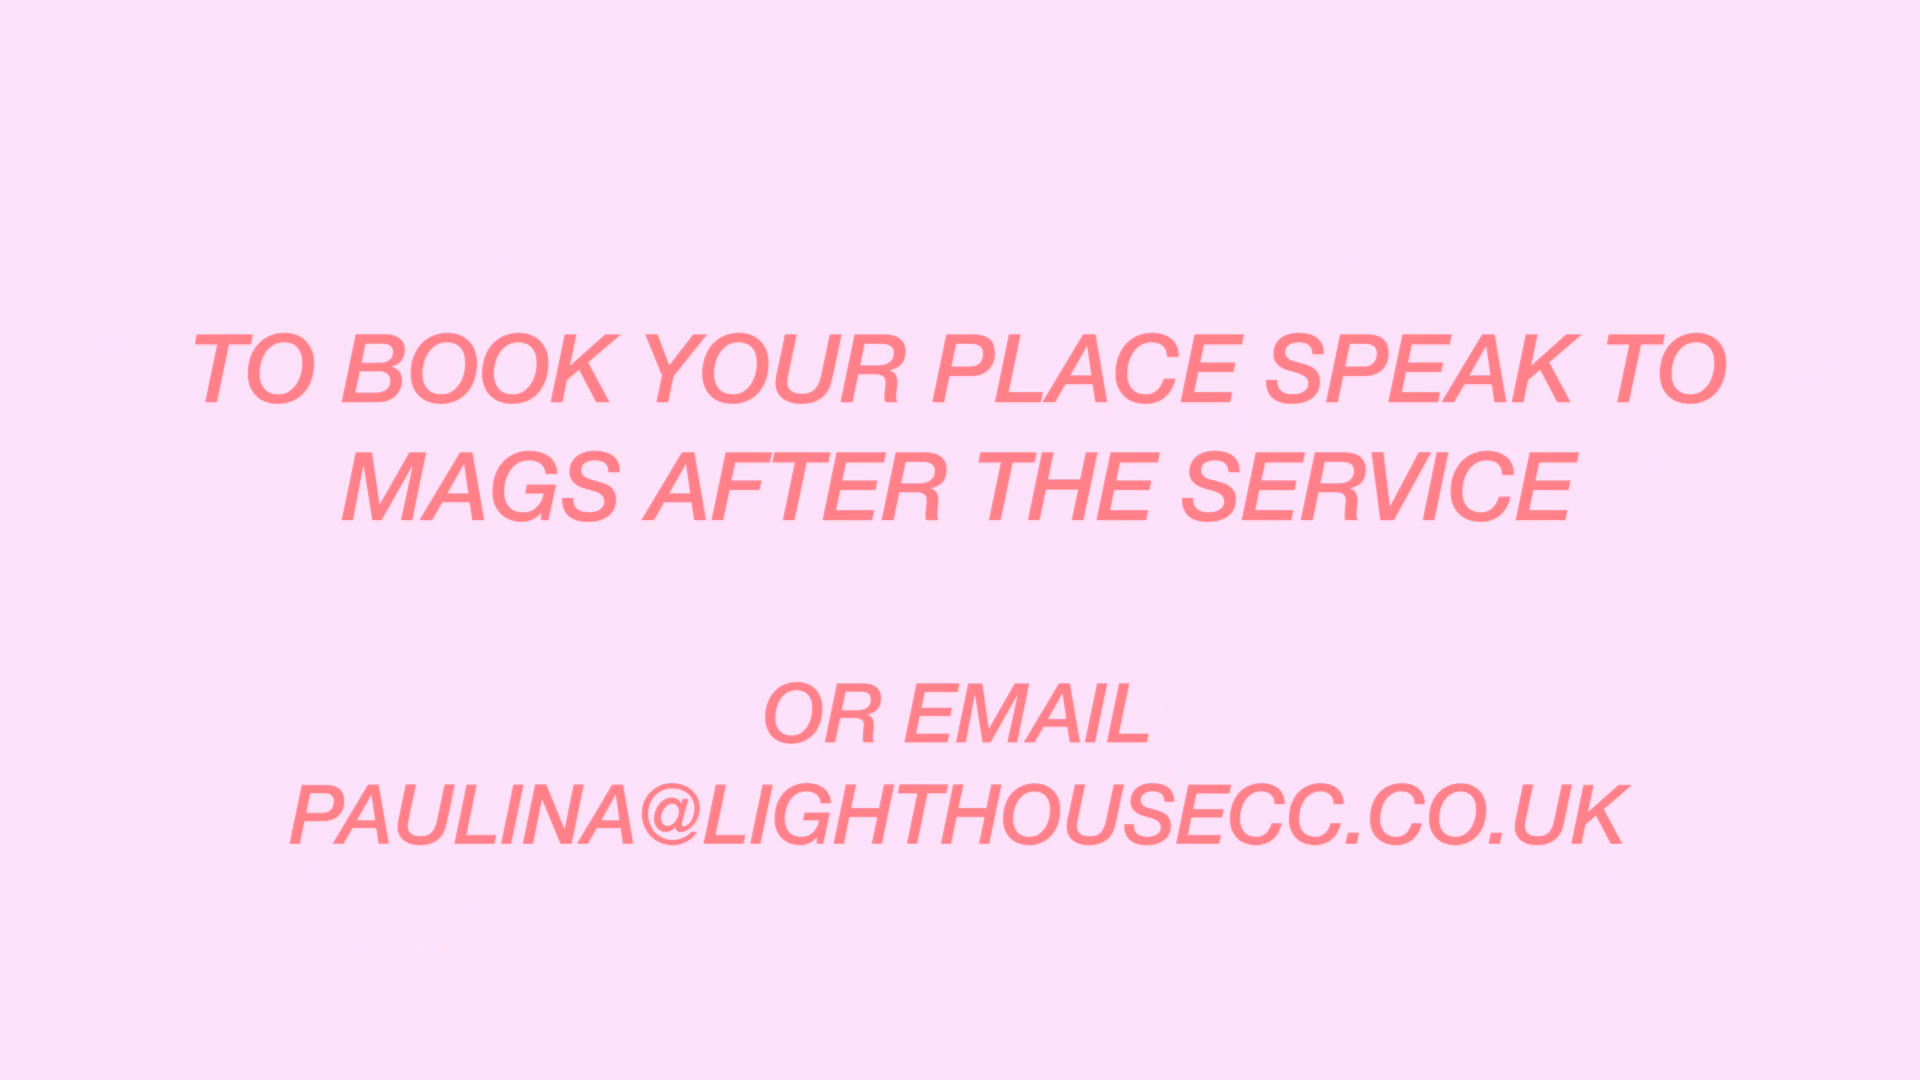 TO BOOK YOUR PLACE SPEAK TO
MAGS AFTER THE SERVICE
OR EMAIL
PAULINA@LIGHTHOUSECC.CO.UK